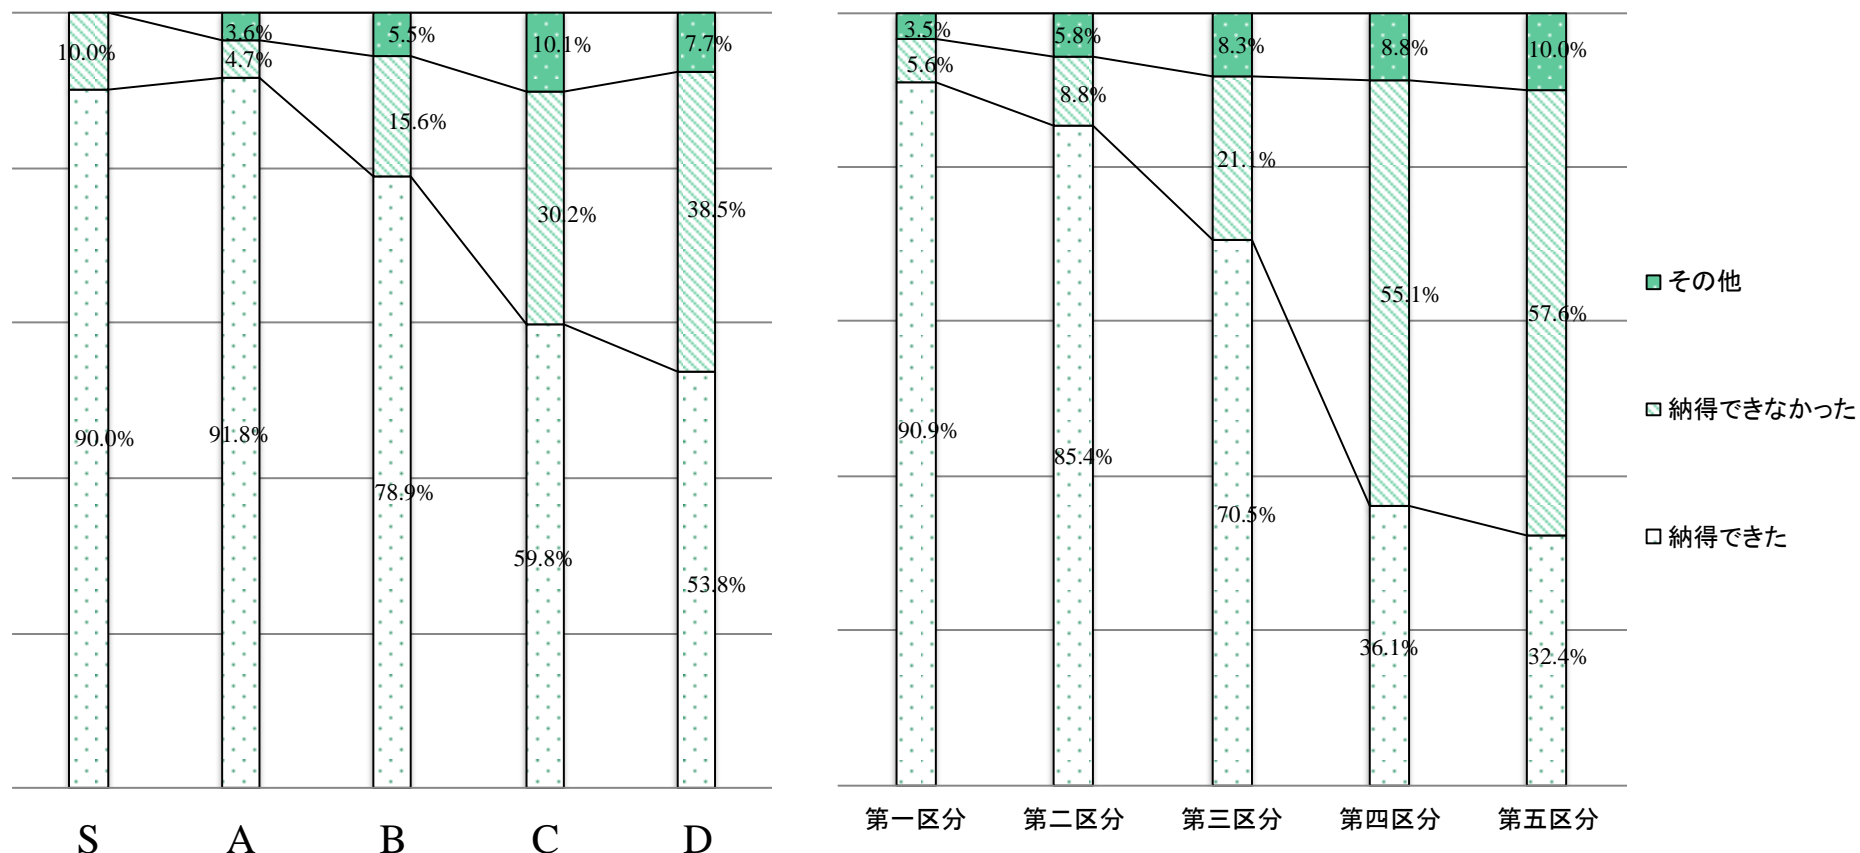 10.0%
3.6%
5.5%
10.1%
7.7%
4.7%
15.6%
30.2%
38.5%
90.0%
91.8%
78.9%
59.8%
53.8%
S
A
B
C
D
3.5%
5.8%
8.3%
8.8%
10.0%
5.6%
8.8%
21.1%
55.1%
57.6%
90.9%
85.4%
70.5%
36.1%
32.4%
第一区分
第二区分
第三区分
第四区分
第五区分
その他
納得できなかった
納得できた